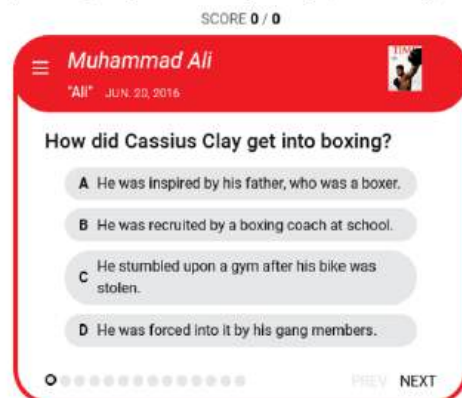 SCORE 0 / 0
TIME
Muhammad Ali
"Ali" JUN. 20, 2016
How did Cassius Clay get into boxing?
A He was inspired by his father, who was a boxer.
B He was recruited by a boxing coach at school.
C He stumbled upon a gym after his bike was
stolen.
D He was forced into it by his gang members.
PREV NEXT